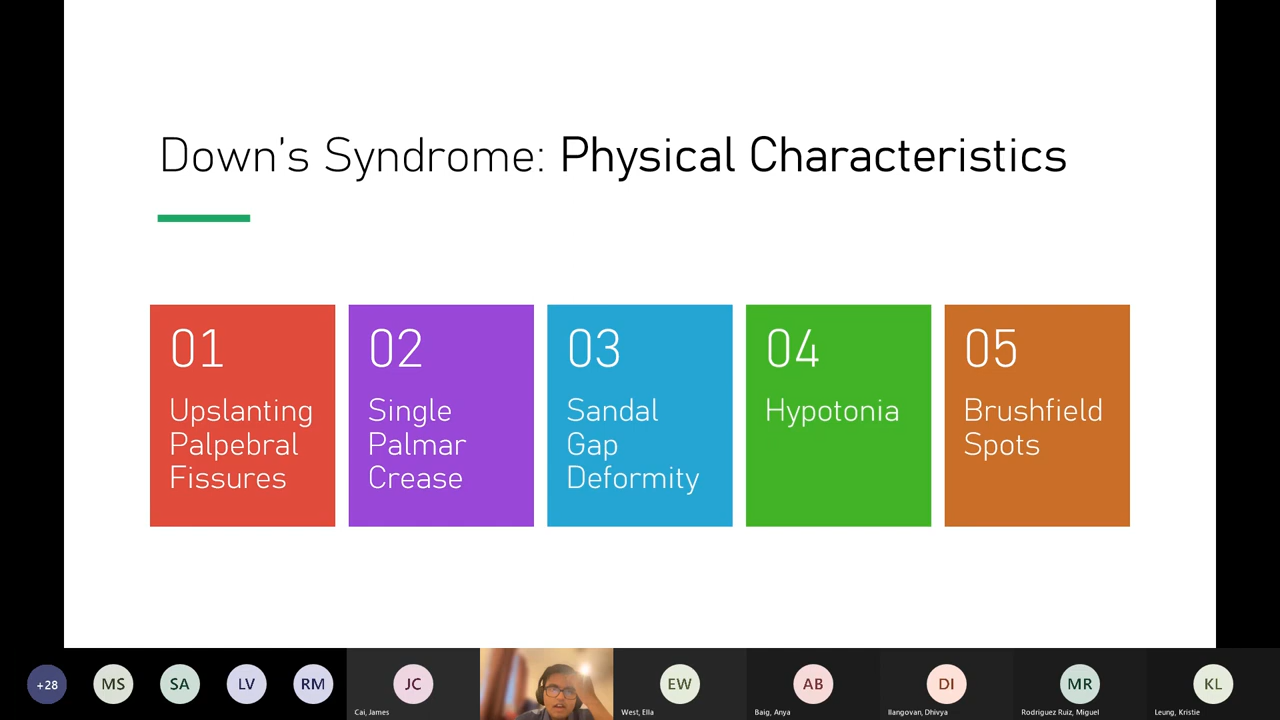 Down's Syndrome: Physical Characteristics
01
Upslanting
Palpebral
Fissures
02
Single
Palmar
Crease
03
Sandal
Gap
Deformity
04
Hypotonia
05
Brushfield
Spots
+28
MS
SA
LV
RM
JC
Cai, James
EW
West, Ella
AB
Baig, Anya
DI
Ilangovan, Dhivya
MR
Rodriguez Ruiz, Miguel
KL
Leung, Kristie